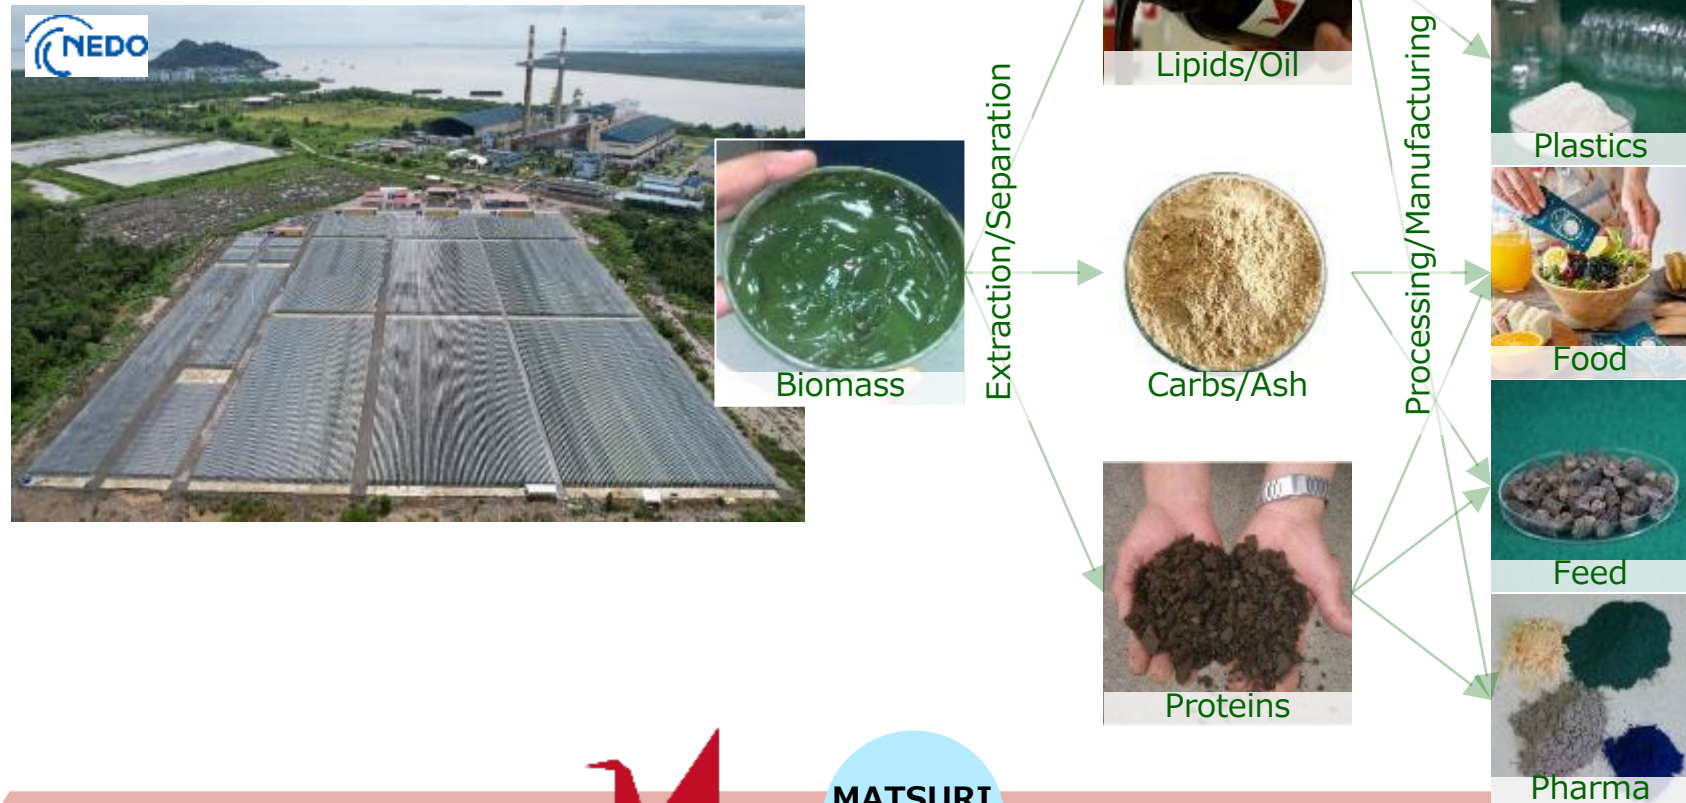 NEDO
Biomass
Extraction/Separation
Lipids/Oil
Carbs/Ash
Proteins
Processing/Manufacturing
Plastics
Food
Feed
Pharma
MATSURI